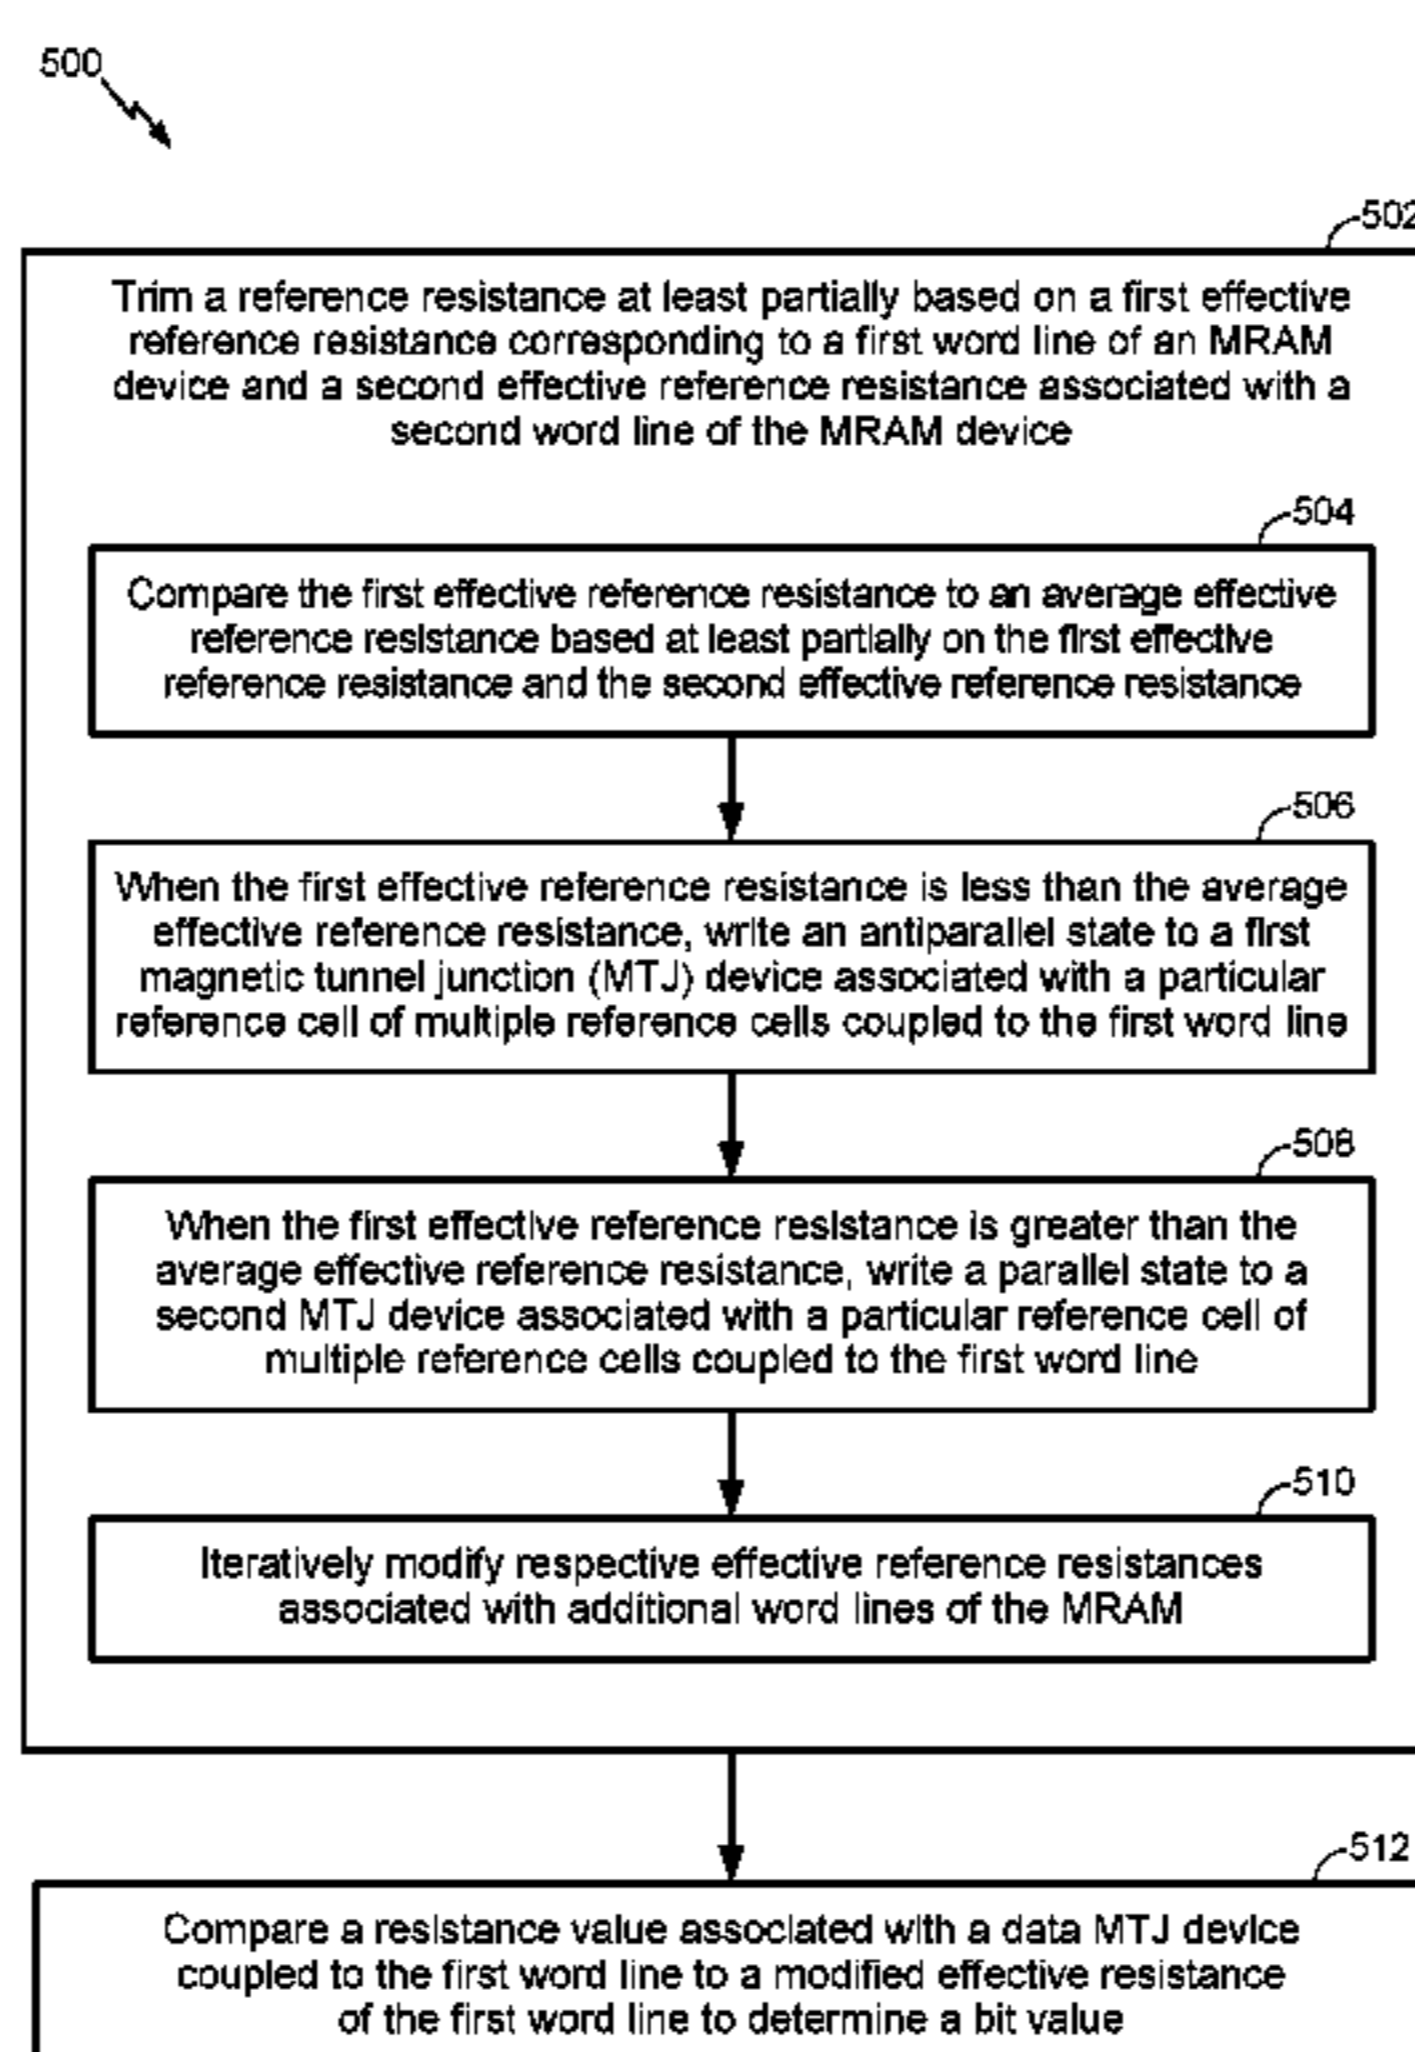 500
502
Trim a reference resistance at least partially based on a first effective
reference resistance corresponding to a first word line of an MRAM
device and a second effective reference resistance associated with a
second word line of the MRAM device
504
Compare the first effective reference resistance to an average effective
reference resistance based at least partially on the first effective
reference resistance and the second effective reference resistance
506
When the first effective reference resistance is less than the average
effective reference resistance, write an antiparallel state to a first
magnetic tunnel junction (MTJ) device associated with a particular
reference cell of multiple reference cells coupled to the first word line
508
When the first effective reference resistance is greater than the
average effective reference resistance, write a parallel state to a
second MTJ device associated with a particular reference cell of
multiple reference cells coupled to the first word line
510
Iteratively modify respective effective reference resistances
associated with additional word lines of the MRAM
512
Compare a resistance value associated with a data MTJ device
coupled to the first word line to a modified effective resistance
of the first word line to determine a bit value